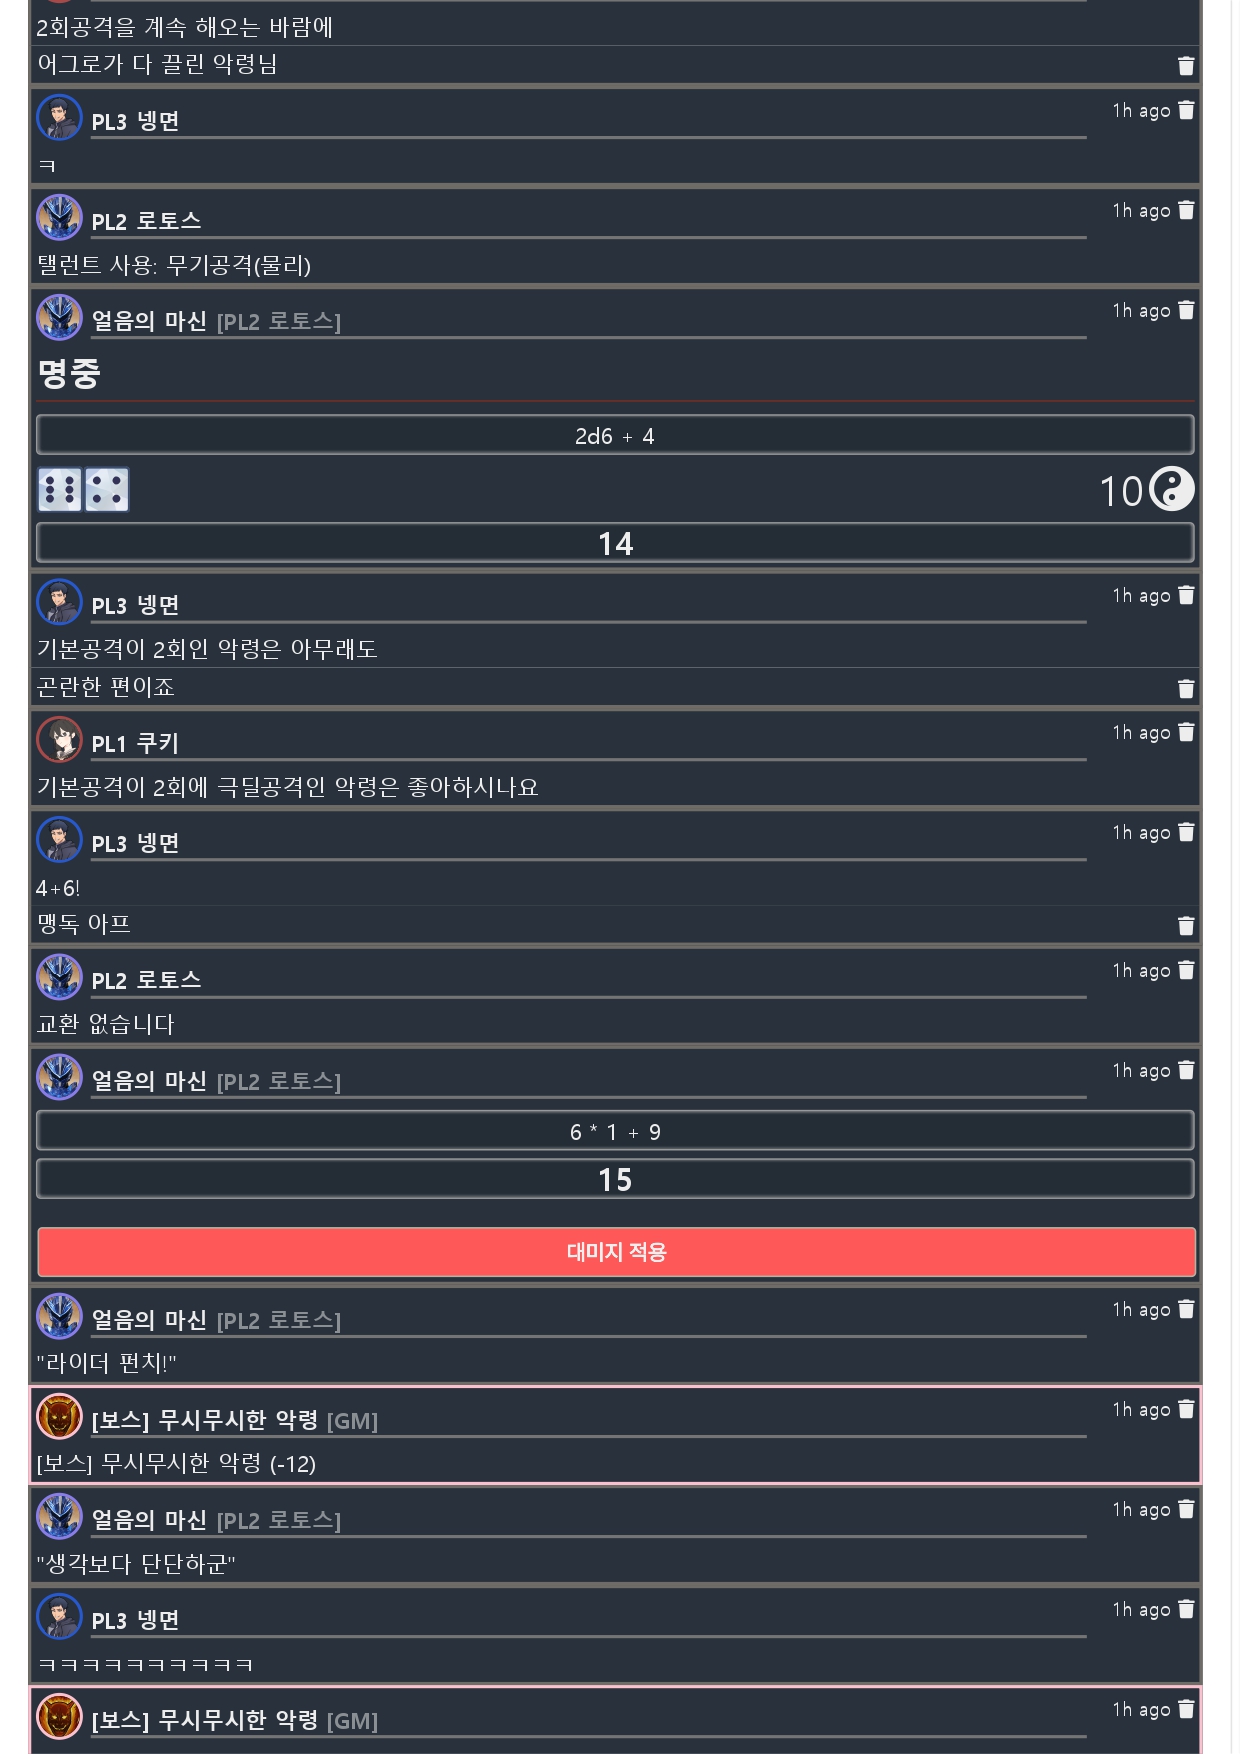 2회공격을 계속 해오는 바람에
어그로가 다 끌린 악령님
PL3 넹면
1h ago
ㅋ
PL2 로토스
1h ago
탤런트 사용: 무기공격(물리)
얼음의 마신 [PL2 로토스]
1h ago
명중
2d6 + 4
10
14
PL3 넹면
1h ago
기본공격이 2회인 악령은 아무래도
곤란한 편이죠
PL1 쿠키
1h ago
기본공격이 2회에 극딜공격인 악령은 좋아하시나요
PL3 넹면
1h ago
4+6!
맹독 아프
PL2 로토스
1h ago
교환 없습니다
얼음의 마신 [PL2 로토스]
1h ago
6 * 1 + 9
15
대미지 적용
얼음의 마신 [PL2 로토스]
1h ago
"라이더 펀치!"
[보스] 무시무시한 악령 [GM]
1h ago
[보스] 무시무시한 악령 (-12)
얼음의 마신 [PL2 로토스]
1h ago
"생각보다 단단하군"
PL3 넹면
1h ago
ㅋㅋㅋㅋㅋㅋㅋㅋㅋㅋ
[보스] 무시무시한 악령 [GM]
1h ago